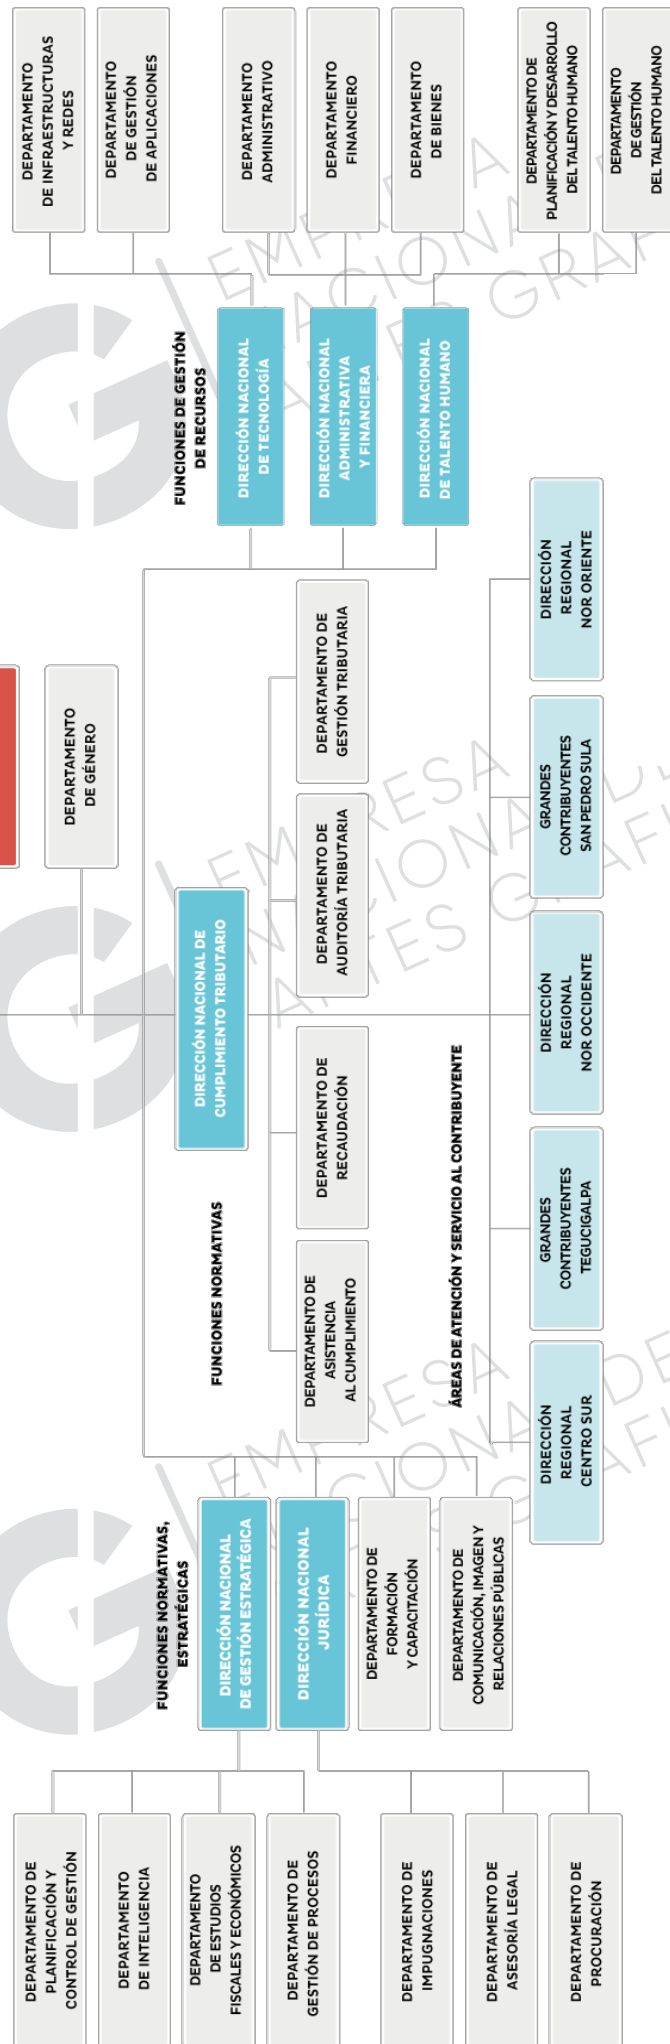 DEPARTAMENTO
DE GÉNERO
FUNCIONES NORMATIVAS,
ESTRATÉGICAS
DIRECCIÓN NACIONAL
DE GESTIÓN ESTRATÉGICA
DIRECCIÓN NACIONAL
JURÍDICA
DEPARTAMENTO DE
FORMACIÓN
Y CAPACITACIÓN
DEPARTAMENTO DE
COMUNICACIÓN, IMAGEN Y
RELACIONES PÚBLICAS
DEPARTAMENTO DE
PLANIFICACIÓN Y
CONTROL DE GESTIÓN
DEPARTAMENTO
DE INTELIGENCIA
DEPARTAMENTO
DE ESTUDIOS
FISCALES Y ECONÓMICOS
DEPARTAMENTO DE
GESTIÓN DE PROCESOS
DEPARTAMENTO DE
IMPUGNACIONES
DEPARTAMENTO DE
ASESORÍA LEGAL
DEPARTAMENTO DE
PROCURACIÓN
DIRECCIÓN NACIONAL DE
CUMPLIMIENTO TRIBUTARIO
FUNCIONES NORMATIVAS
DEPARTAMENTO DE
ASISTENCIA
AL CUMPLIMIENTO
DEPARTAMENTO DE
RECAUDACIÓN
DEPARTAMENTO DE
AUDITORÍA TRIBUTARIA
DEPARTAMENTO DE
GESTIÓN TRIBUTARIA
ÁREAS DE ATENCIÓN Y SERVICIO AL CONTRIBUYENTE
DIRECCIÓN
REGIONAL
CENTRO SUR
GRANDES
CONTRIBUYENTES
TEGUCIGALPA
DIRECCIÓN
REGIONAL
NOR OCCIDENTE
GRANDES
CONTRIBUYENTES
SAN PEDRO SULA
DIRECCIÓN
REGIONAL
NOR ORIENTE
FUNCIONES DE GESTIÓN
DE RECURSOS
DIRECCIÓN NACIONAL
DE TECNOLOGÍA
DIRECCIÓN NACIONAL
ADMINISTRATIVA
Y FINANCIERA
DIRECCIÓN NACIONAL
DE TALENTO HUMANO
DEPARTAMENTO
DE INFRAESTRUCTURAS
Y REDES
DEPARTAMENTO
DE GESTIÓN
DE APLICACIONES
DEPARTAMENTO
ADMINISTRATIVO
DEPARTAMENTO
FINANCIERO
DEPARTAMENTO
DE BIENES
DEPARTAMENTO DE
PLANIFICACIÓN Y DESARROLLO
DEL TALENTO HUMANO
DEPARTAMENTO
DE GESTIÓN
DEL TALENTO HUMANO